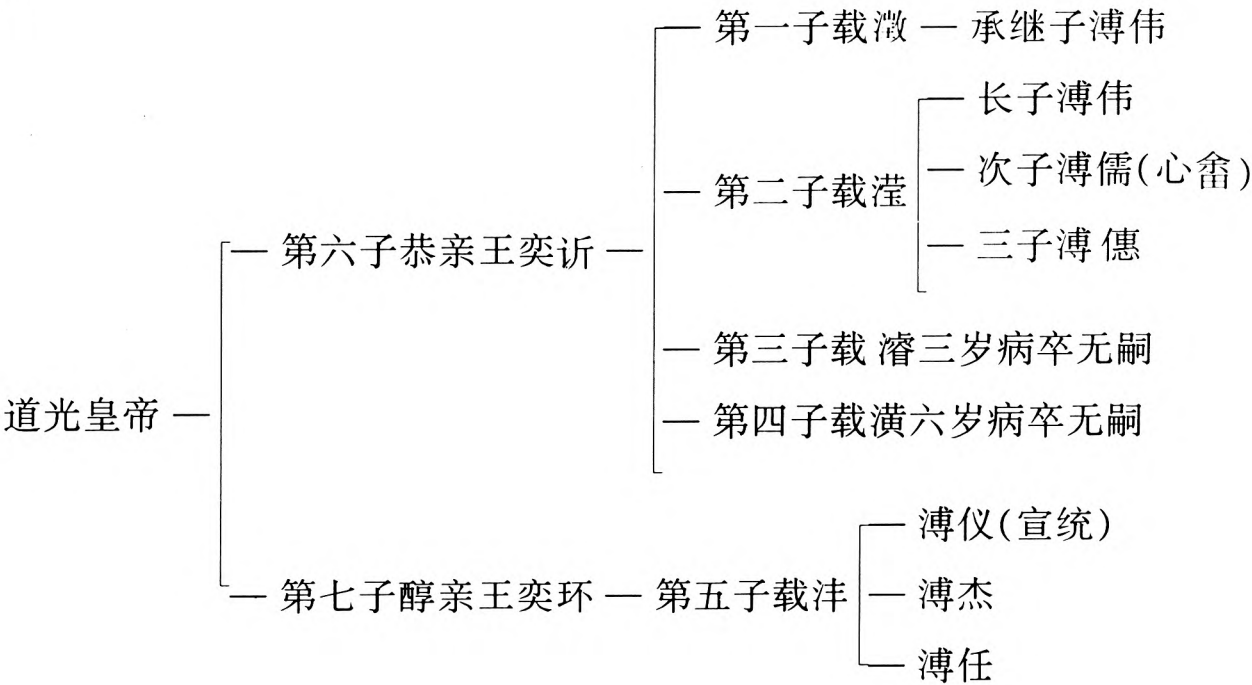 第一子载澂 — 承继子溥伟
长子溥伟
第二子载滢
次子溥儒(心畬)
三子溥僡
第六子恭亲王奕訢
第三子载濬三岁病卒无嗣
道光皇帝
第四子载潢六岁病卒无嗣
溥仪(宣统)
第七子醇亲王奕环 — 第五子载沣
溥杰
溥任